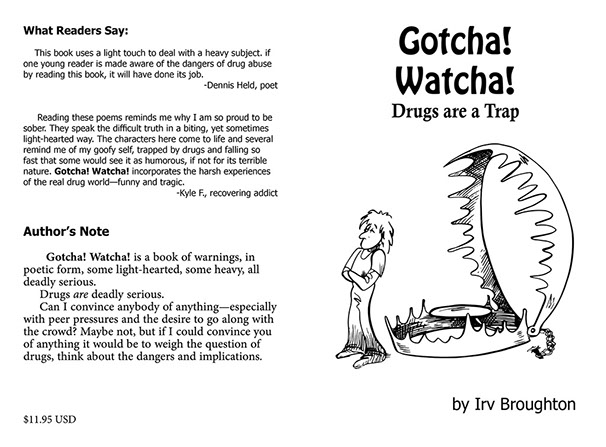 What Readers Say:
This book uses a light touch to deal with a heavy subject. if
one young reader is made aware of the dangers of drug abuse
by reading this book, it will have done its job.
-Dennis Held, poet
Reading these poems reminds me why I am so proud to be
sober. They speak the difficult truth in a biting, yet sometimes
light-hearted way. The characters here come to life and several
remind me of my goofy self, trapped by drugs and falling so
fast that some would see it as humorous, if not for its terrible
nature. Gotcha! Watcha! incorporates the harsh experiences
of the real drug world—funny and tragic.
-Kyle F., recovering addict
Author's Note
Gotcha! Watcha! is a book of warnings, in
poetic form, some light-hearted, some heavy, all
deadly serious.
Drugs are deadly serious.
Can I convince anybody of anything—especially
with peer pressures and the desire to go along with
the crowd? Maybe not, but if I could convince you
of anything it would be to weigh the question of
drugs, think about the dangers and implications.
$11.95 USD
Gotcha!
Watcha!
Drugs are a Trap
by Irv Broughton